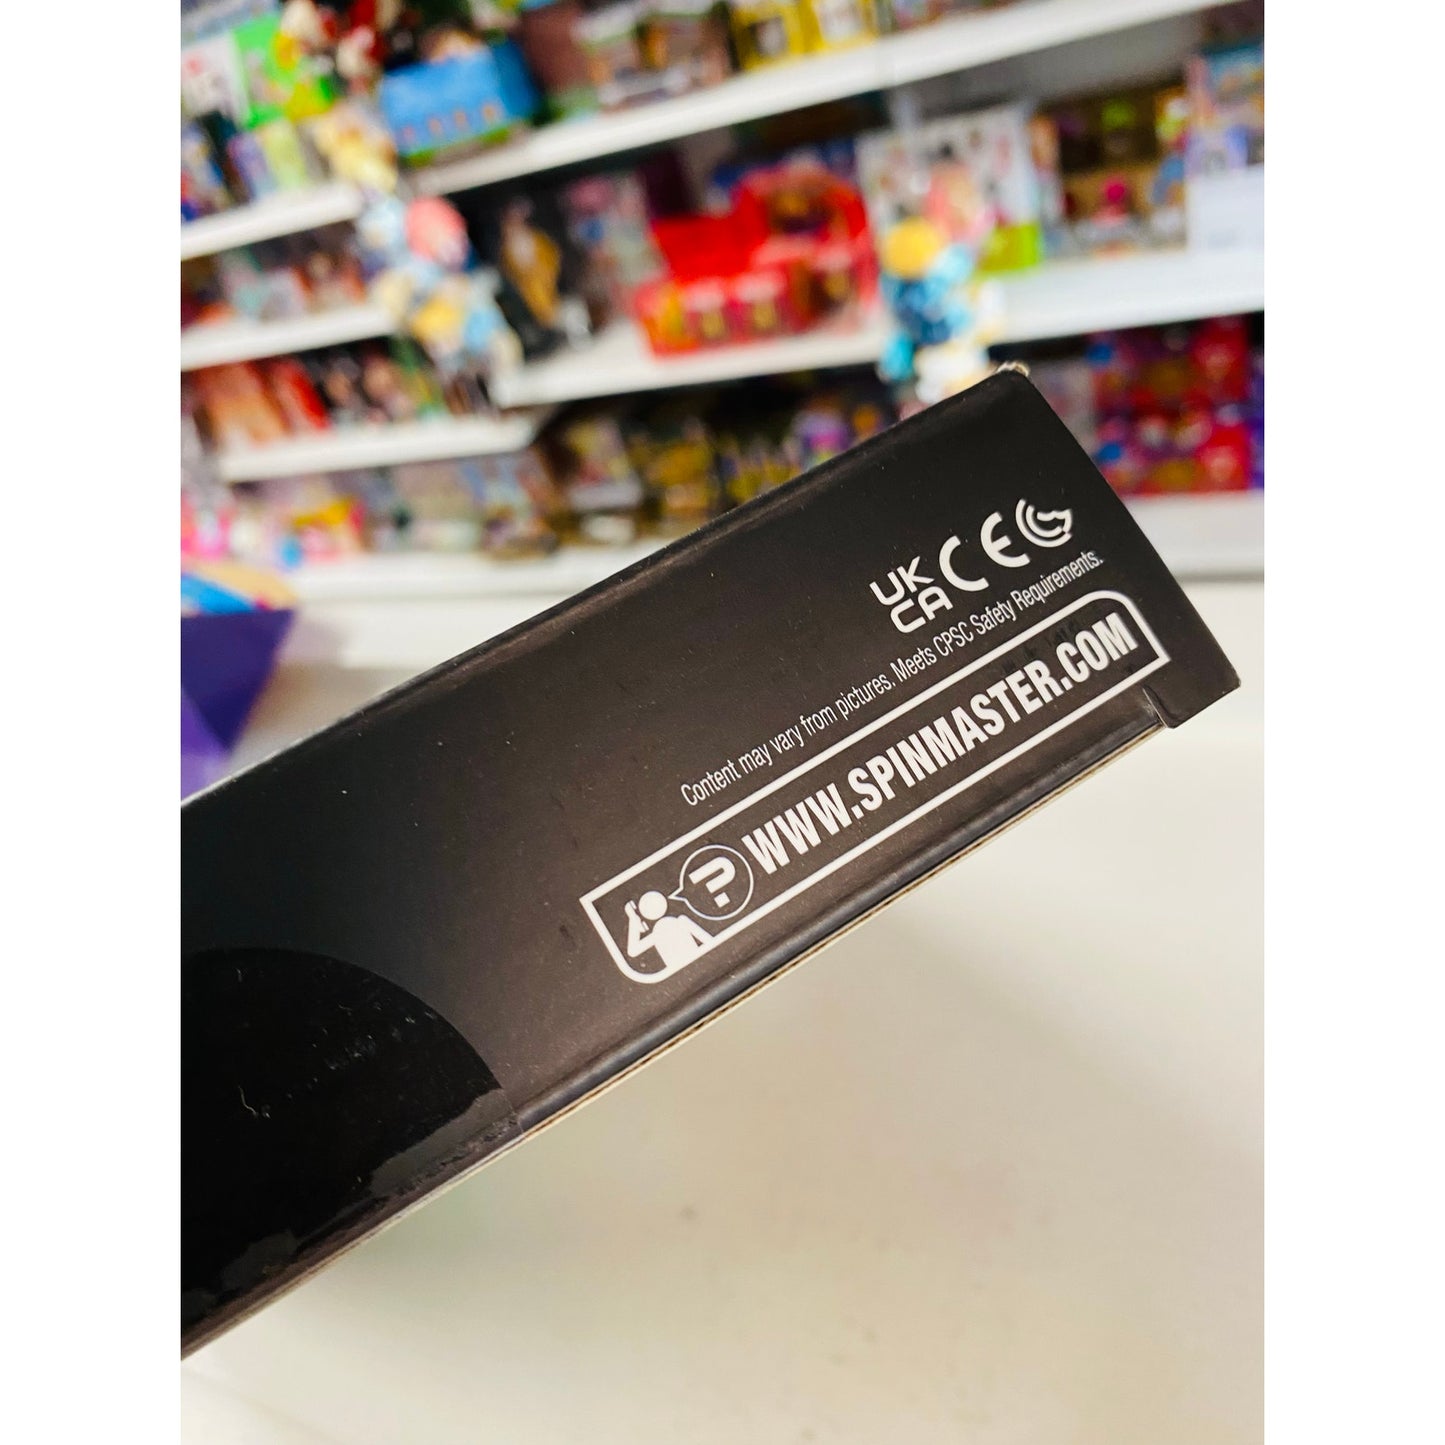 UK
CA CE
Content may vary from pictures. Meets CPSC Safety Requirements.
? WWW.SPINMASTER.COM